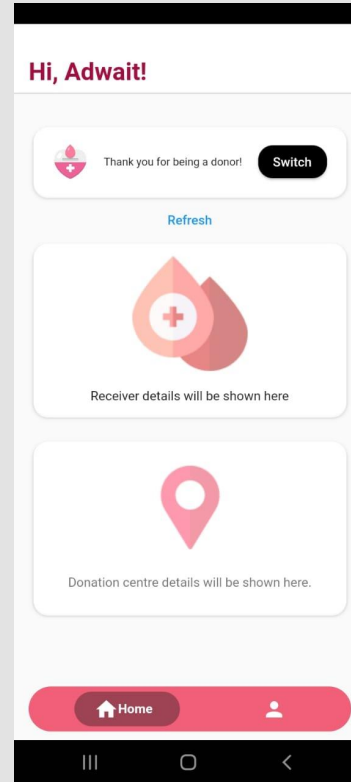 Hi, Adwait!
Thank you for being a donor!
Switch
Refresh
Receiver details will be shown here
Donation centre details will be shown here.
Home